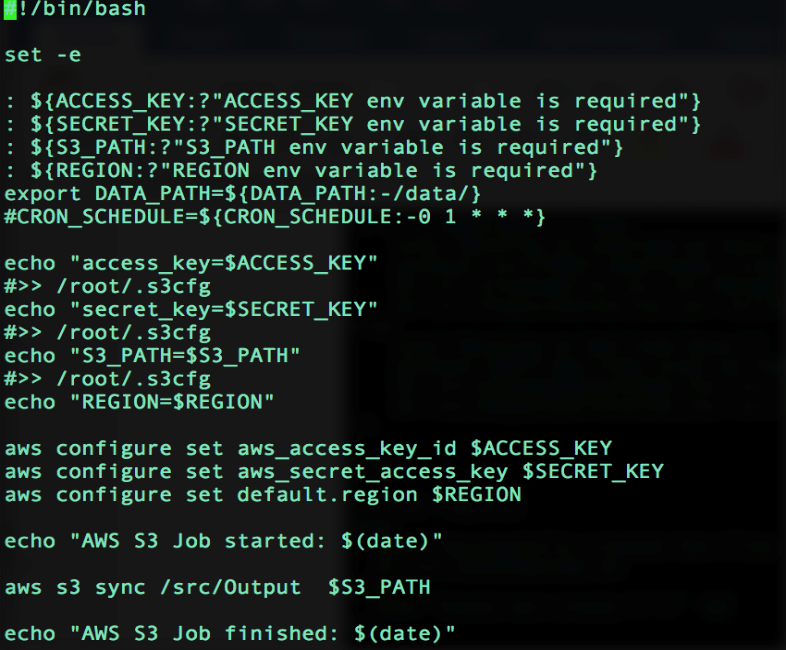 #!/bin/bash
set -e
: ${ACCESS_KEY:?"ACCESS_KEY env variable is required"}
: ${SECRET_KEY:?"SECRET_KEY env variable is required"}
: ${S3_PATH:?"S3_PATH env variable is required"}
: ${REGION:?"REGION env variable is required"}
export DATA_PATH=${DATA_PATH:-/data/}
#CRON_SCHEDULE=${CRON_SCHEDULE:-0 1 * * *}
echo "access_key=$ACCESS_KEY"
#>> /root/.s3cfg
echo "secret_key=$SECRET_KEY"
#>> /root/.s3cfg
echo "S3_PATH=$S3_PATH"
#>> /root/.s3cfg
echo "REGION=$REGION"
aws configure set aws_access_key_id $ACCESS_KEY
aws configure set aws_secret_access_key $SECRET_KEY
aws configure set default.region $REGION
echo "AWS S3 Job started: $(date)"
aws s3 sync /src/Output  $S3_PATH
echo "AWS S3 Job finished: $(date)"